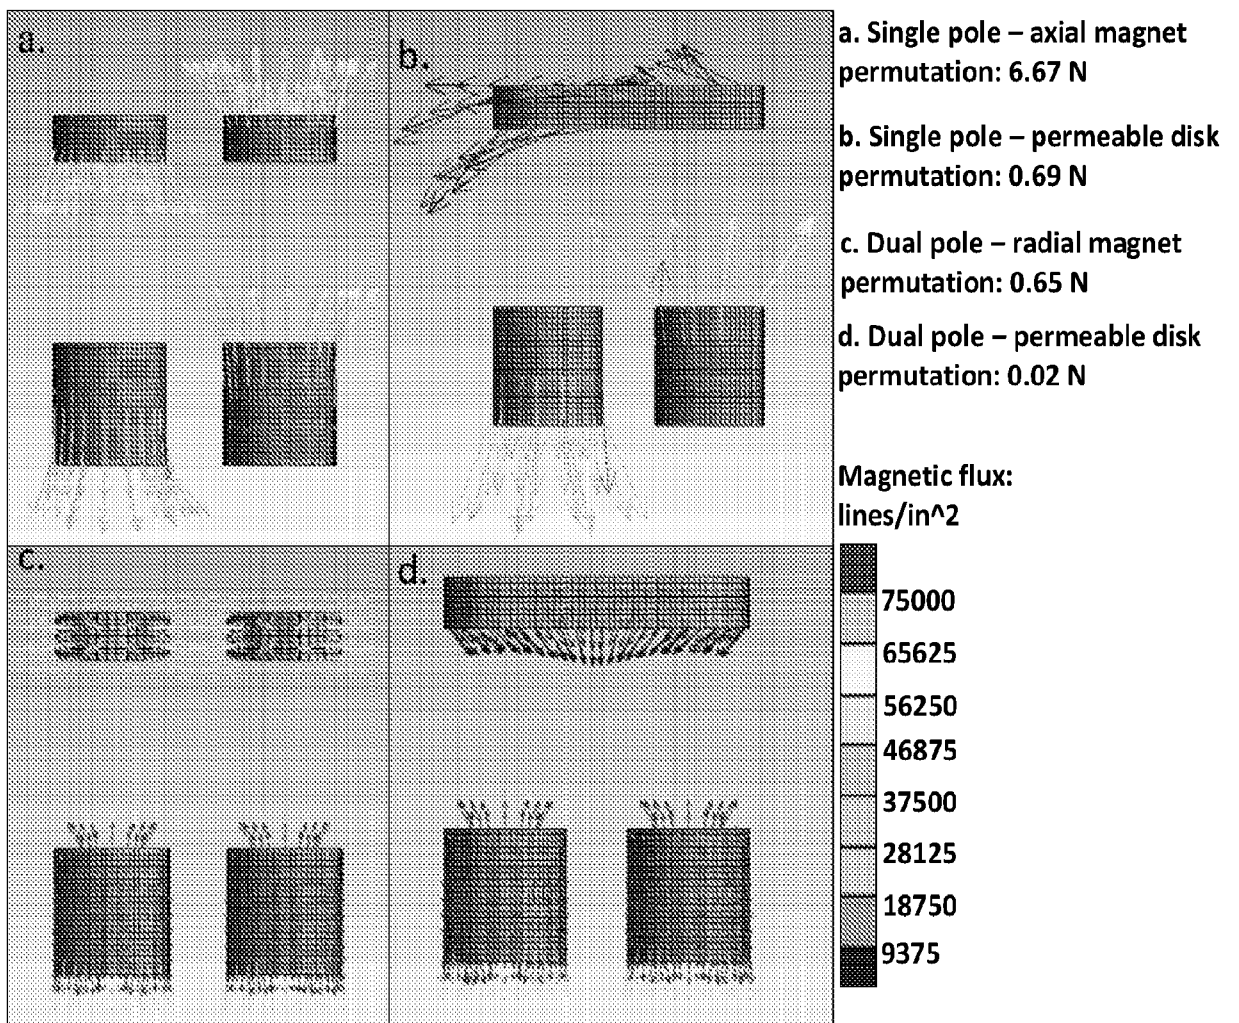 a.
b.
c.
d.
a. Single pole – axial magnet
permutation: 6.67 N
b. Single pole – permeable disk
permutation: 0.69 N
c. Dual pole – radial magnet
permutation: 0.65 N
d. Dual pole – permeable disk
permutation: 0.02 N
Magnetic flux:
lines/in^2
75000
65625
56250
46875
37500
28125
18750
9375